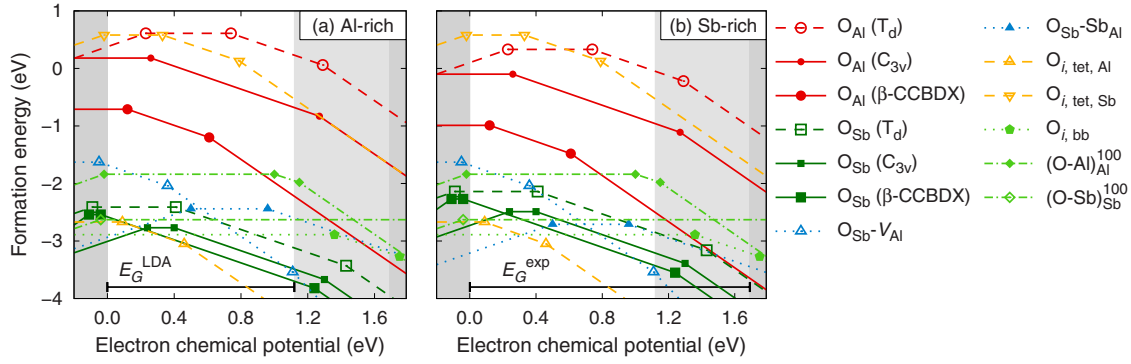 (a) Al-rich
(b) Sb-rich
Formation energy (eV)
1
0
−1
−2
−3
−4
E_G^LDA
E_G^exp
0.0 0.4 0.8 1.2 1.6
0.0 0.4 0.8 1.2 1.6
Electron chemical potential (eV)
Electron chemical potential (eV)
O_Al (T_d)
O_Al (C_3v)
O_Al (β-CCBDX)
O_Sb (T_d)
O_Sb (C_3v)
O_Sb (β-CCBDX)
O_Sb-V_Al
O_Sb-Sb_Al
O_i, tet, Al
O_i, tet, Sb
O_i, bb
(O-Al)_Al^100
(O-Sb)_Sb^100